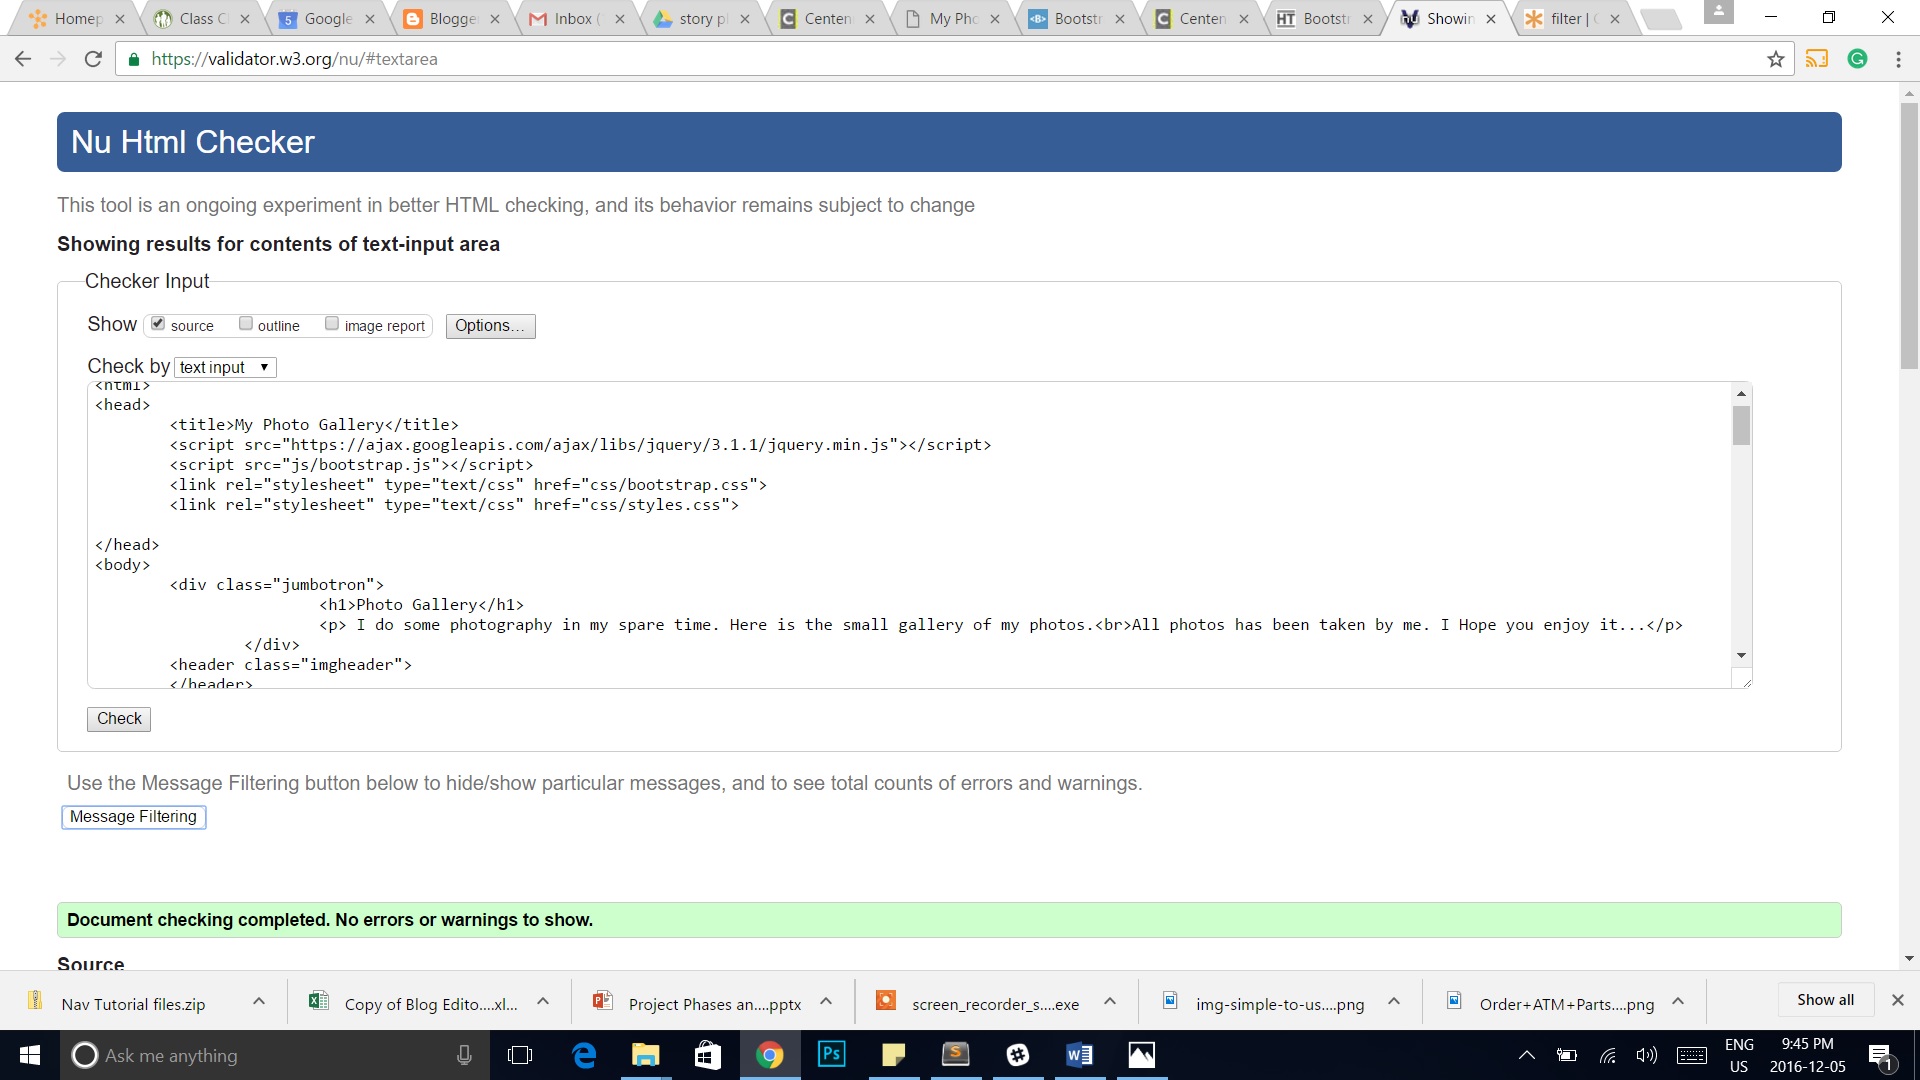 Homep
Class C
Google
Blogge
Inbox (
story p
Centen
My Pho
Bootstr
Centen
Bootst
Showin
filter |
https://validator.w3.org/nu/#textarea
Nu Html Checker
This tool is an ongoing experiment in better HTML checking, and its behavior remains subject to change
Showing results for contents of text-input area
Checker Input
Show source outline image report Options...
Check by text input
<html>
<head>
<title>My Photo Gallery</title>
<script src="https://ajax.googleapis.com/ajax/libs/jquery/3.1.1/jquery.min.js"></script>
<script src="js/bootstrap.js"></script>
<link rel="stylesheet" type="text/css" href="css/bootstrap.css">
<link rel="stylesheet" type="text/css" href="css/styles.css">
</head>
<body>
<div class="jumbotron">
<h1>Photo Gallery</h1>
<p> I do some photography in my spare time. Here is the small gallery of my photos.<br>All photos has been taken by me. I Hope you enjoy it...</p>
</div>
<header class="imgheader">
</header>
Check
Use the Message Filtering button below to hide/show particular messages, and to see total counts of errors and warnings.
Message Filtering
Document checking completed. No errors or warnings to show.
Source
Nav Tutorial files.zip
Copy of Blog Edito....xl...
Project Phases an....pptx
screen_recorder_s....exe
img-simple-to-us....png
Order+ATM+Parts....png
Show all
Ask me anything
ENG
US
9:45 PM
2016-12-05
1